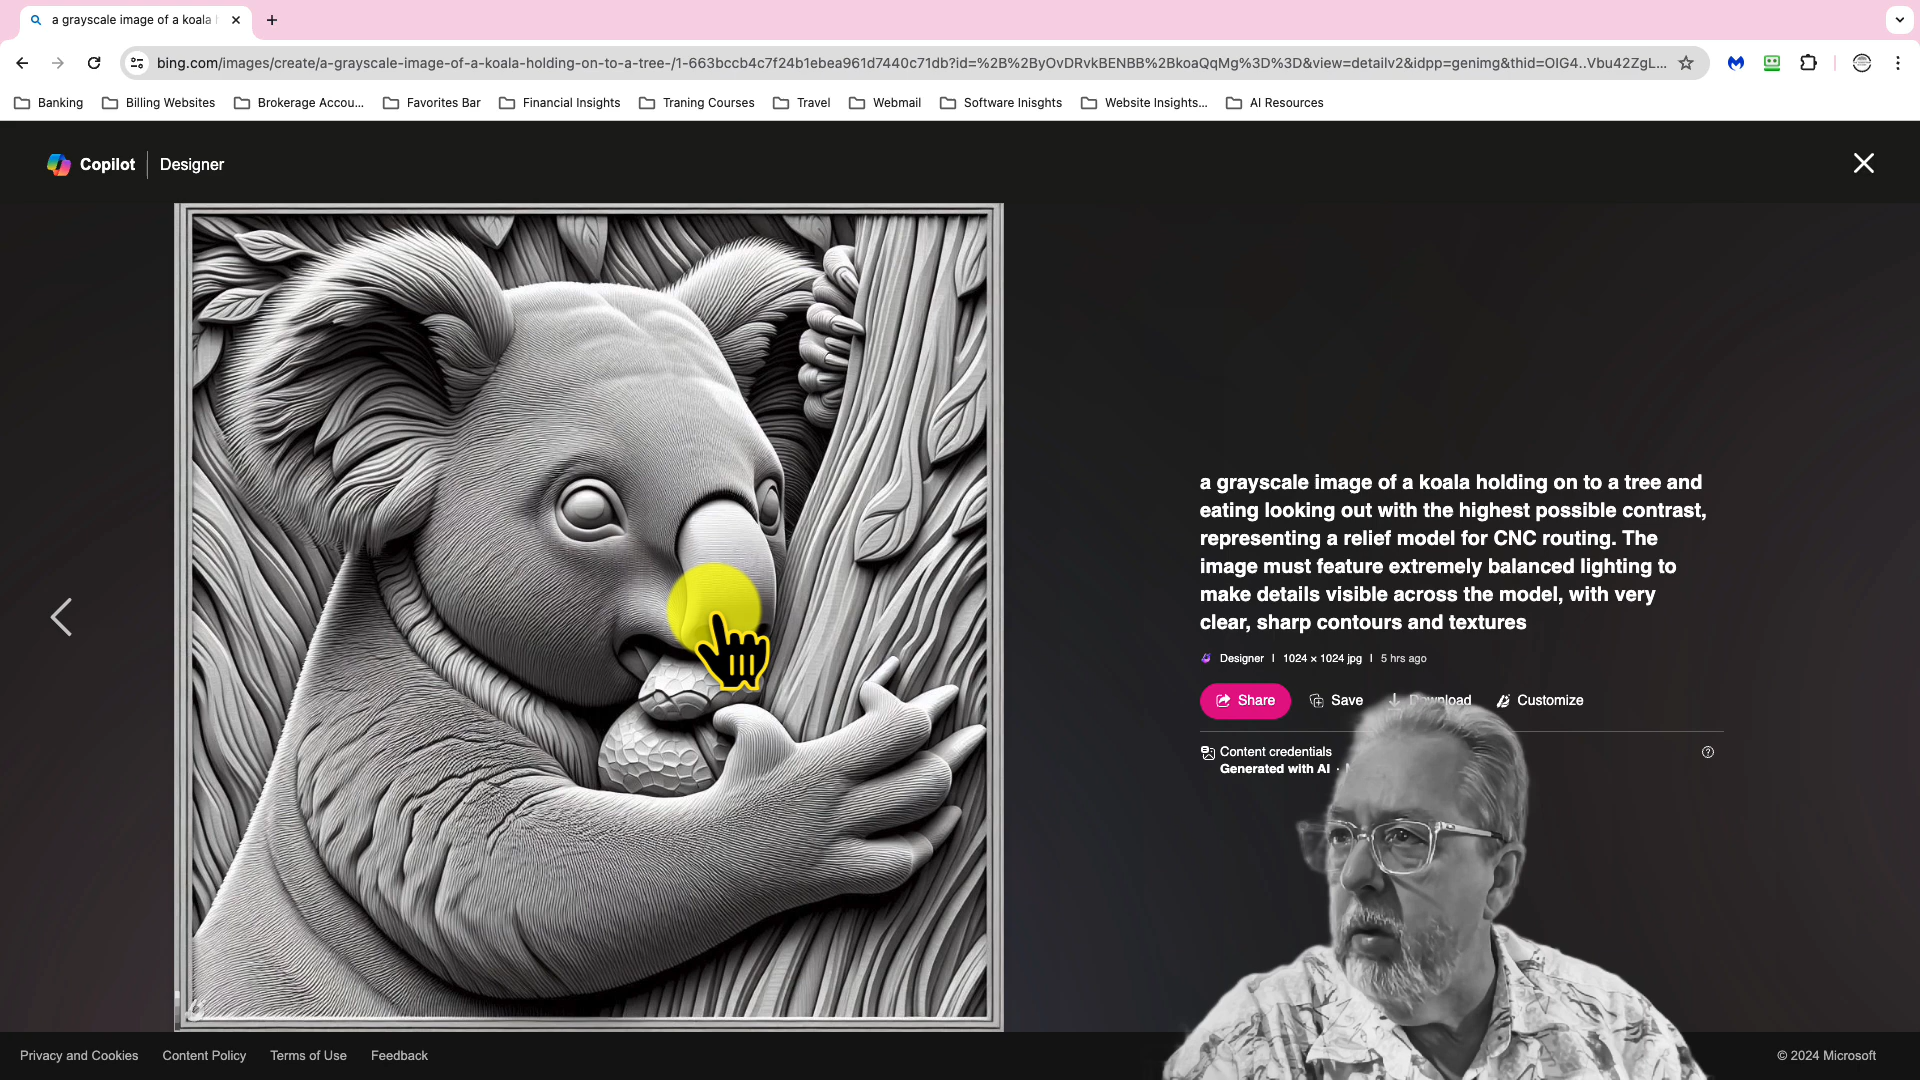 a grayscale image of a koala
bing.com/images/create/a-grayscale-image-of-a-koala-holding-on-to-a-tree-/1-663bccb4c7f24b1ebea961d7440c71db?id=%2B%2ByOvDRvkBENBB%2BkoaQqMg%3D%3D&view=detailv2&idpp=genimg&thid=OIG4..Vbu42ZgL...
Banking Billing Websites Brokerage Accou... Favorites Bar Financial Insights Traning Courses Travel Webmail Software Inisghts Website Insights... AI Resources
Copilot Designer
a grayscale image of a koala holding on to a tree and
eating looking out with the highest possible contrast,
representing a relief model for CNC routing. The
image must feature extremely balanced lighting to
make details visible across the model, with very
clear, sharp contours and textures
Designer | 1024 × 1024 jpg | 5 hrs ago
Share Save Download Customize
Content credentials
Generated with AI ·
Privacy and Cookies Content Policy Terms of Use Feedback © 2024 Microsoft